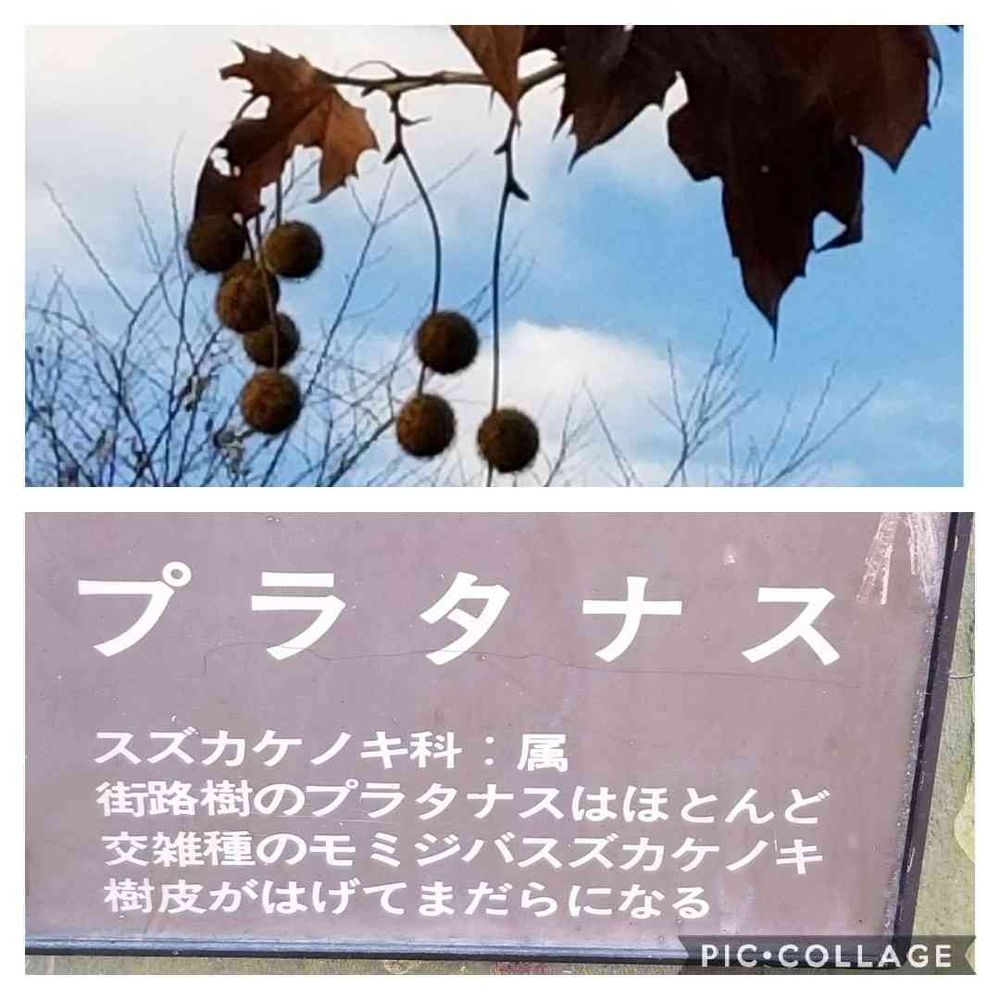 プラタナス
スズカケノキ科：属
街路樹のプラタナスはほとんど
交雑種のモミジバスズカケノキ
樹皮がはげてまだらになる
PIC•COLLAGE